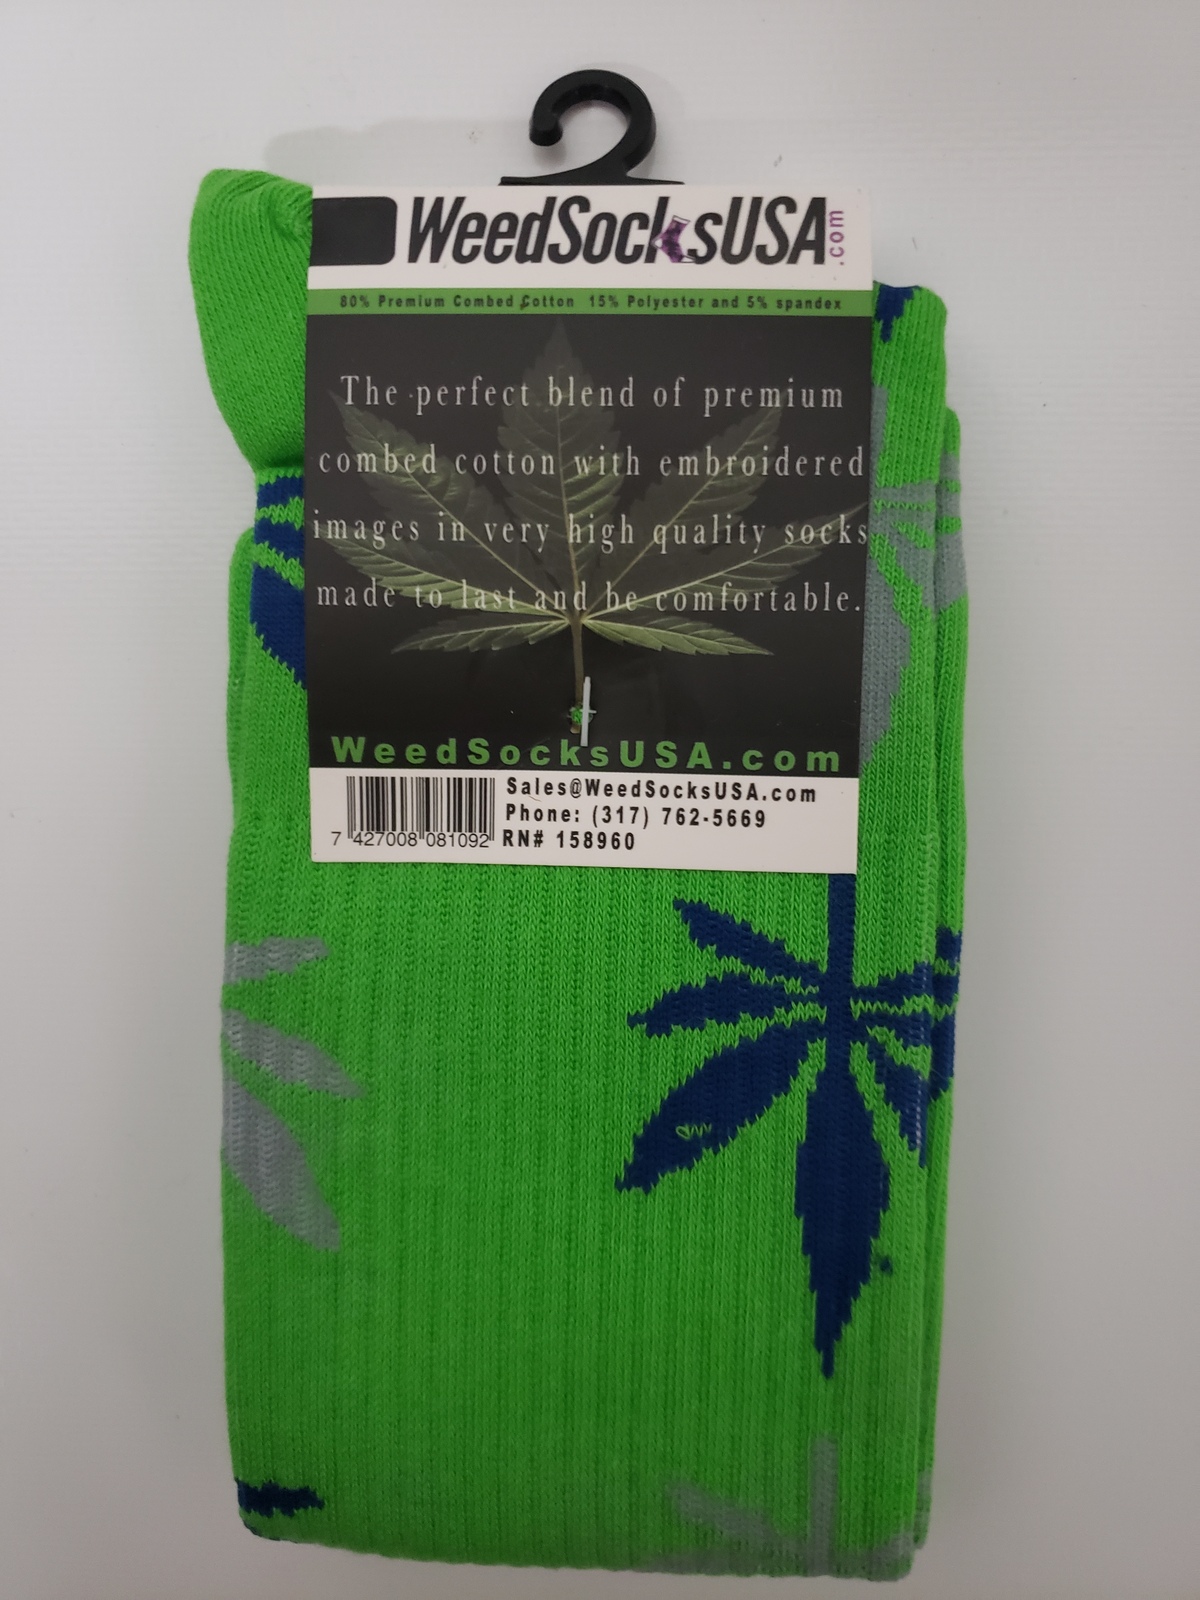 WeedSocksUSA.com
80% Premium Combed Cotton 15% Polyester and 5% spandex
The perfect blend of premium
combed cotton with embroidered
images in very high quality socks
made to last and be comfortable.
WeedSocksUSA.com
Sales@WeedSocksUSA.com
Phone: (317) 762-5669
RN# 158960
7 427008 081092